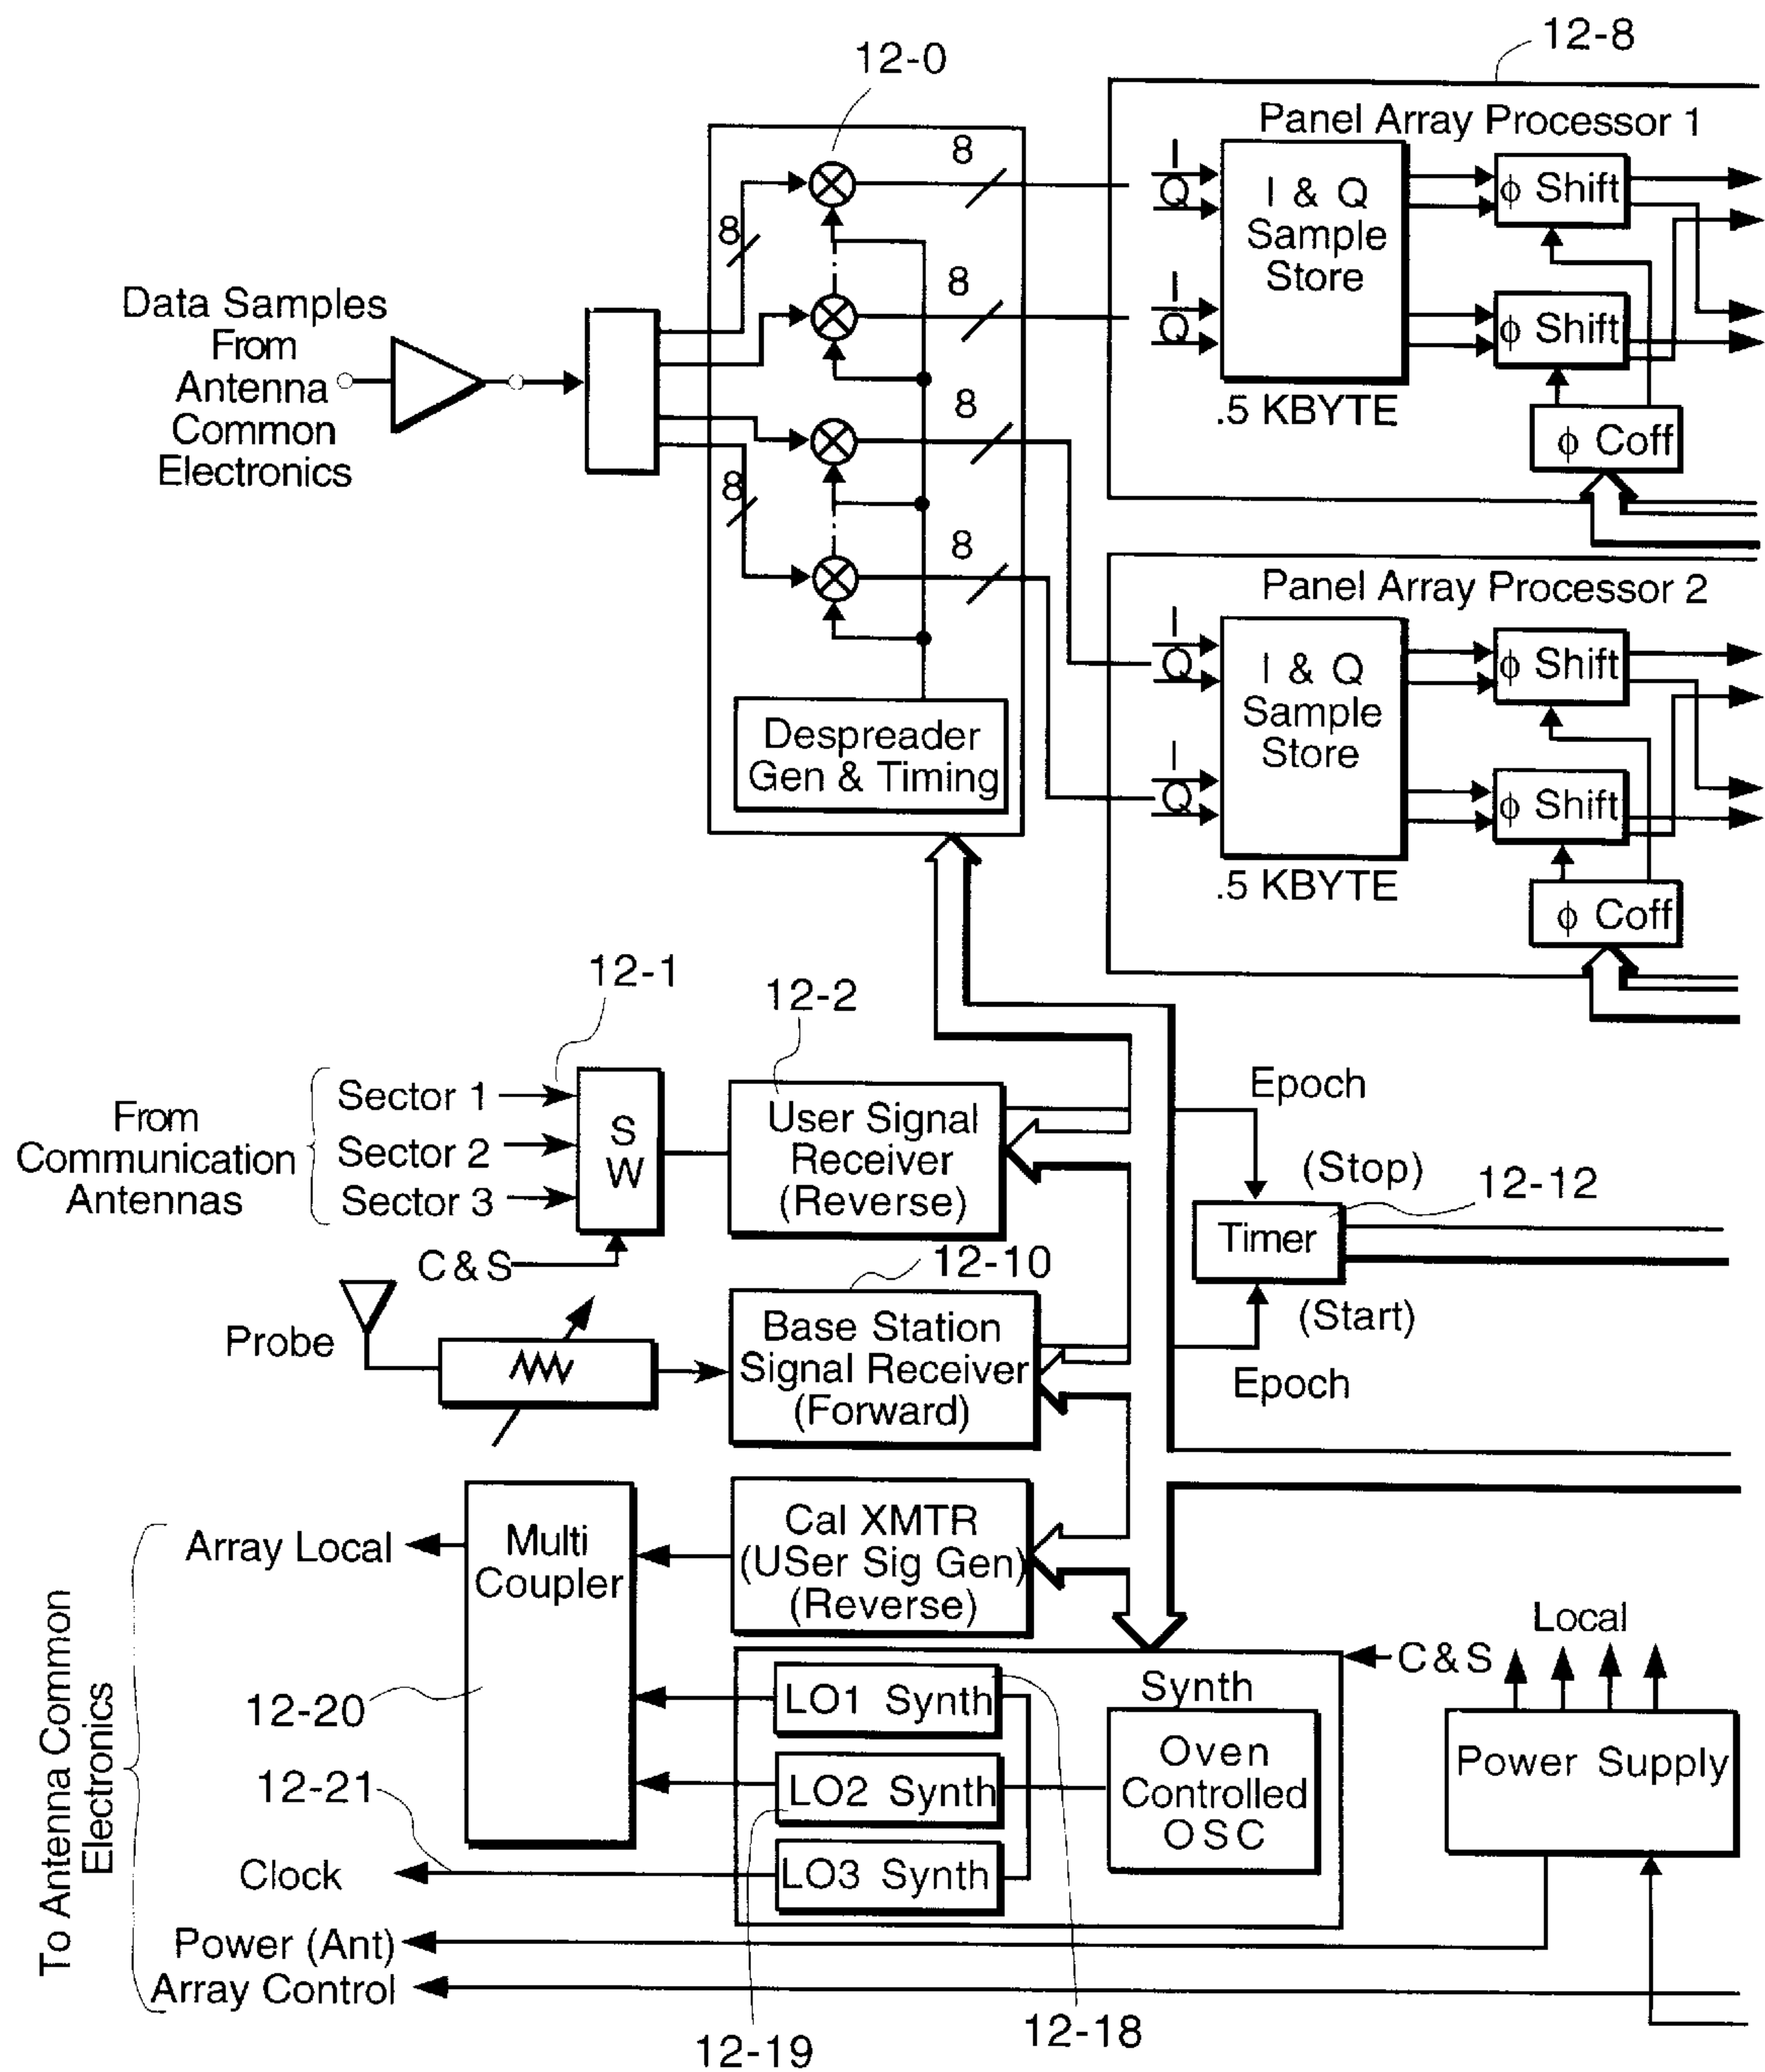 12-0
12-8
Panel Array Processor 1
8
8
I
Q
I & Q
Sample
Store
ϕ Shift
8
8
I
Q
ϕ Shift
.5 KBYTE
ϕ Coff
Data Samples
From
Antenna
Common
Electronics
8
8
8
Panel Array Processor 2
I
Q
I & Q
Sample
Store
ϕ Shift
I
Q
ϕ Shift
.5 KBYTE
ϕ Coff
Despreader
Gen & Timing
12-1
12-2
From
Communication
Antennas
Sector 1
Sector 2
Sector 3
S
W
C&S
User Signal
Receiver
(Reverse)
Epoch
(Stop)
12-12
Timer
(Start)
Epoch
12-10
Probe
Base Station
Signal Receiver
(Forward)
Array Local
Multi
Coupler
Cal XMTR
(USer Sig Gen)
(Reverse)
To Antenna Common
Electronics
12-20
LO1 Synth
Synth
C&S
Local
12-21
LO2 Synth
Oven
Controlled
OSC
Power Supply
Clock
LO3 Synth
Power (Ant)
Array Control
12-19
12-18